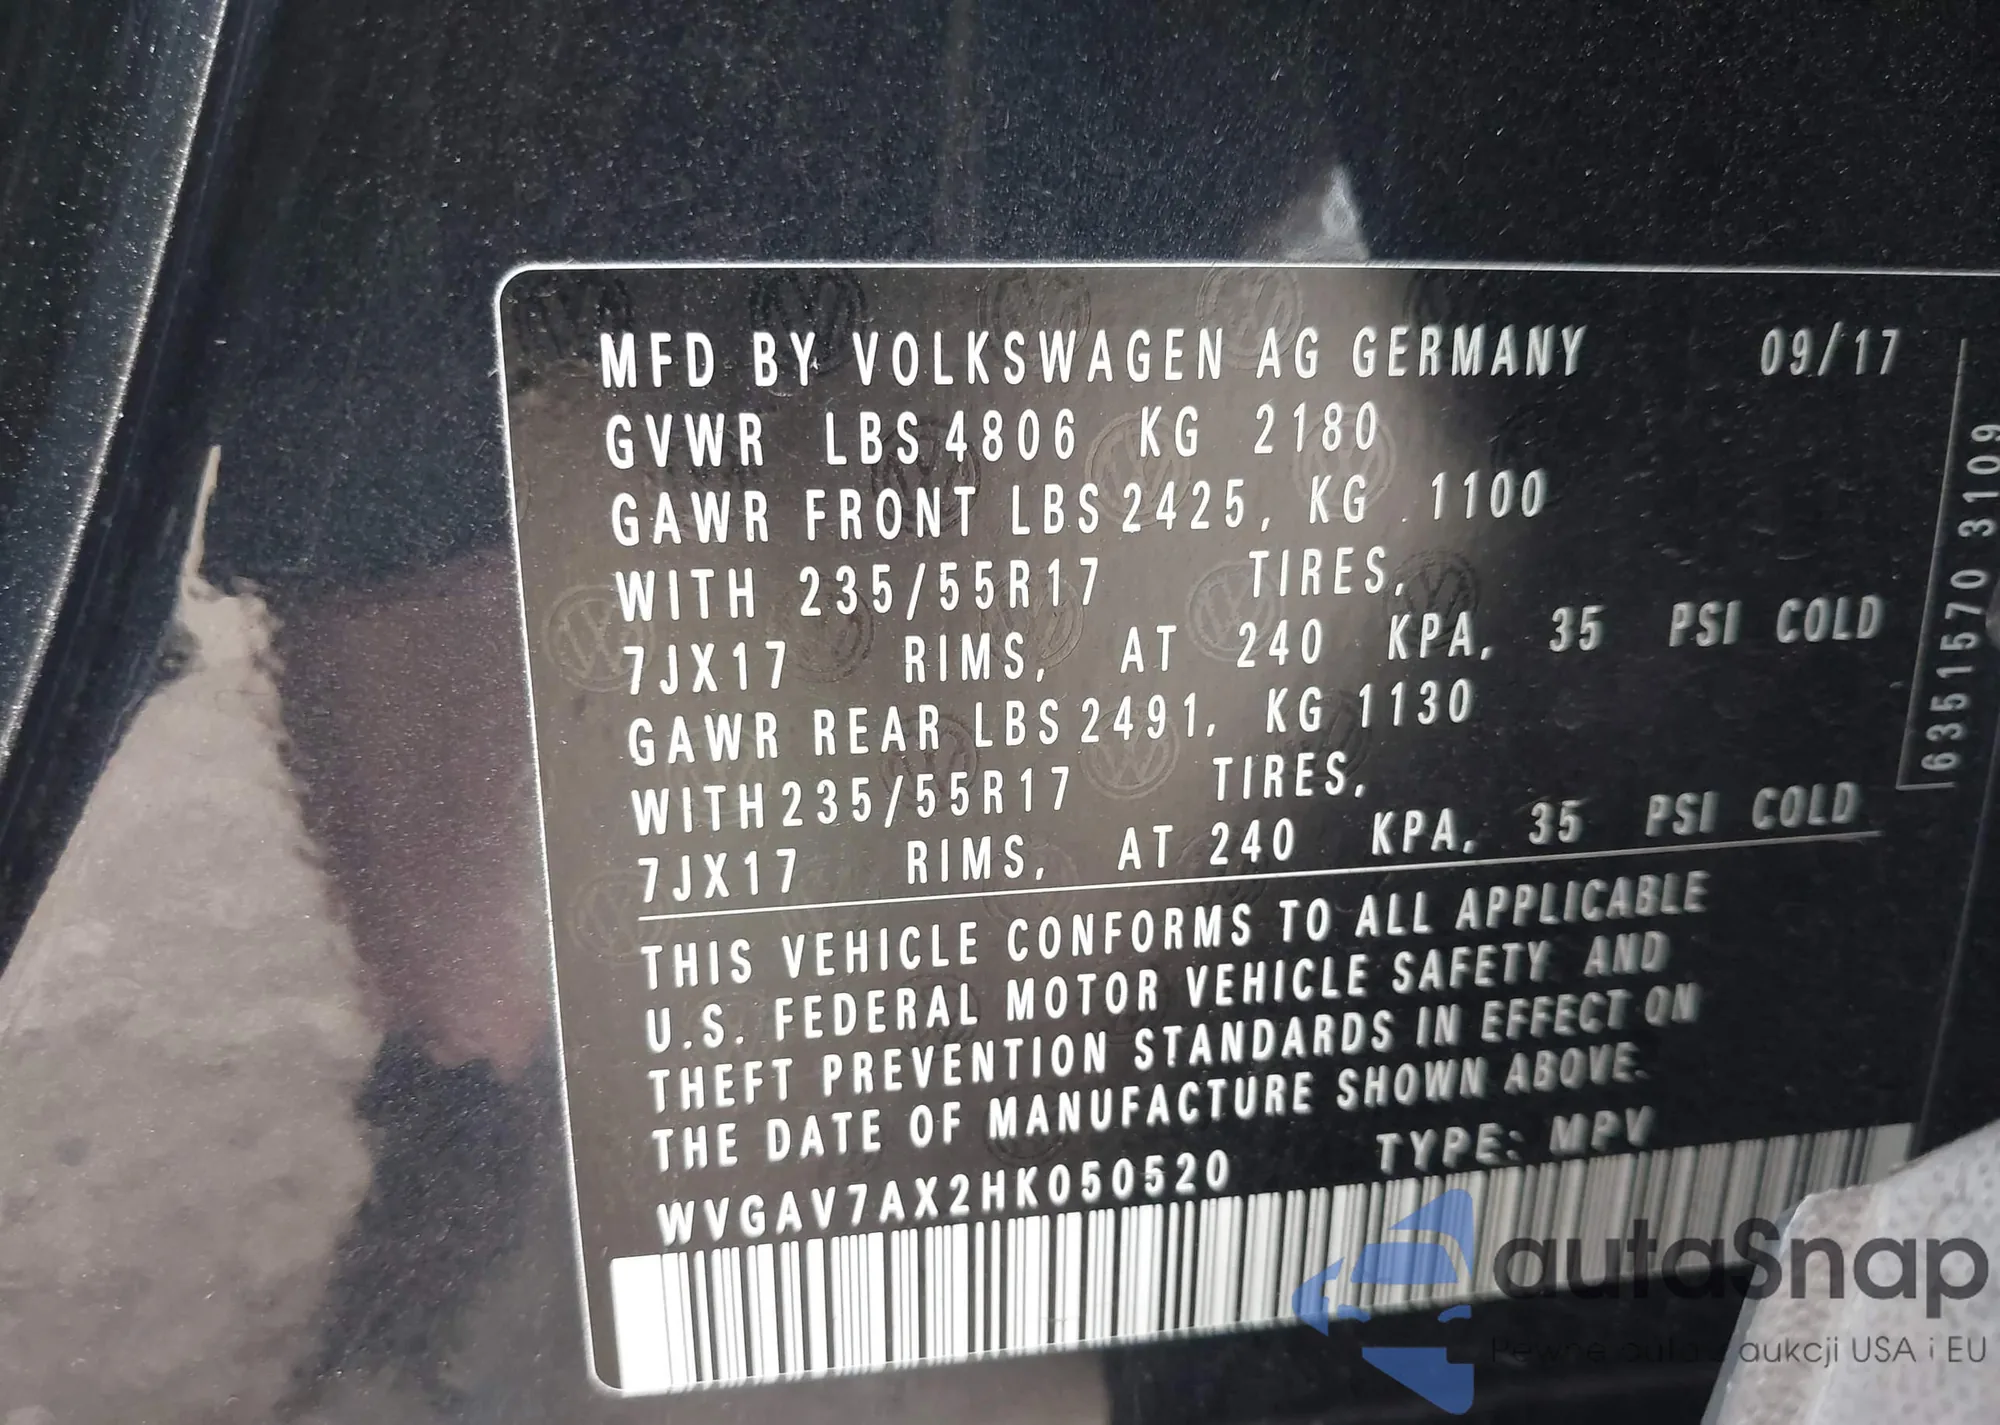 MFD BY VOLKSWAGEN AG GERMANY 09/17
GVWR LBS 4806 KG 2180
GAWR FRONT LBS 2425, KG 1100
WITH 235/55R17 TIRES,
7JX17 RIMS, AT 240 KPA, 35 PSI COLD
GAWR REAR LBS 2491, KG 1130
WITH 235/55R17 TIRES,
7JX17 RIMS, AT 240 KPA, 35 PSI COLD
THIS VEHICLE CONFORMS TO ALL APPLICABLE
U.S. FEDERAL MOTOR VEHICLE SAFETY AND
THEFT PREVENTION STANDARDS IN EFFECT ON
THE DATE OF MANUFACTURE SHOWN ABOVE.
WVGAV7AX2HK050520 TYPE: MPV
6351570 3109
autaSnap
Pewne auta z aukcji USA i EU